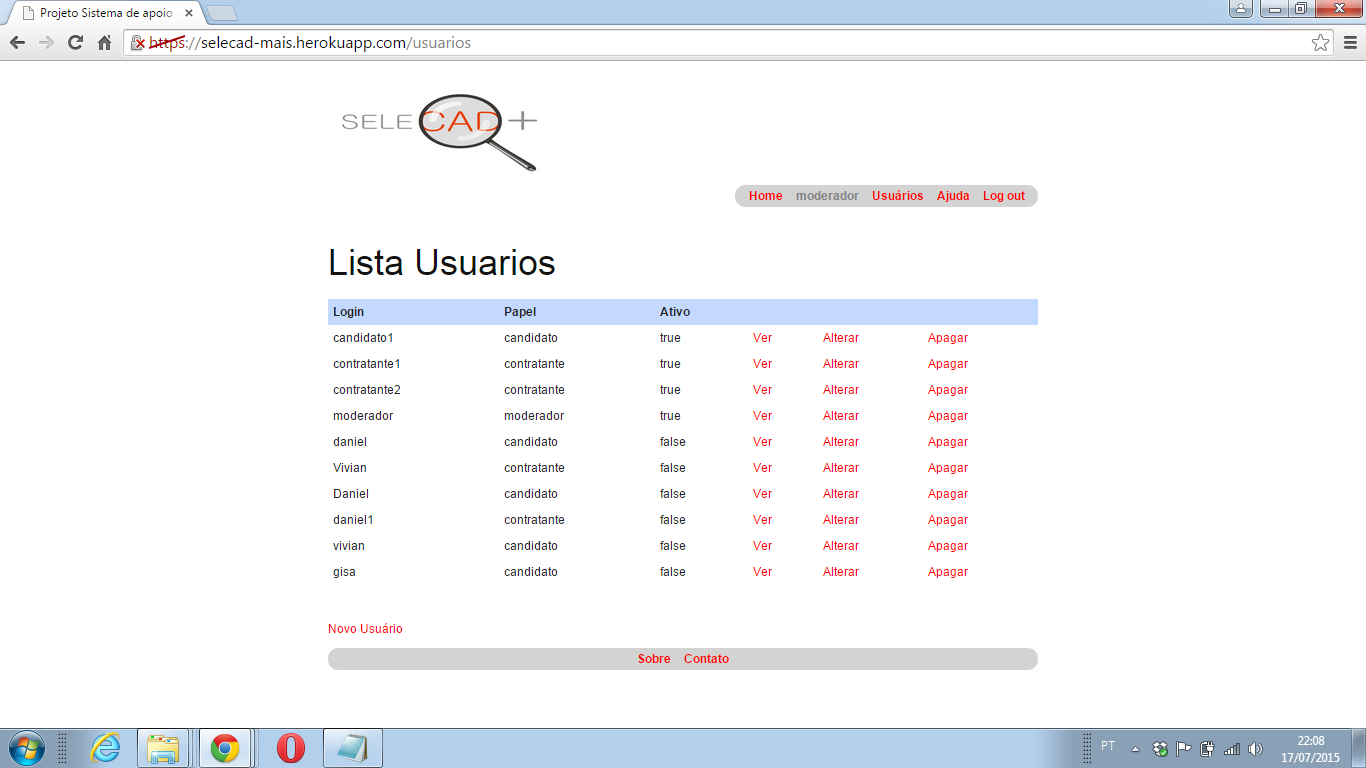 Projeto Sistema de apoio
https://selecad-mais.herokuapp.com/usuarios
SELECAD+
Home moderador Usuários Ajuda Log out
Lista Usuarios
Login Papel Ativo
candidato1 candidato true Ver Alterar Apagar
contratante1 contratante true Ver Alterar Apagar
contratante2 contratante true Ver Alterar Apagar
moderador moderador true Ver Alterar Apagar
daniel candidato false Ver Alterar Apagar
Vivian contratante false Ver Alterar Apagar
Daniel candidato false Ver Alterar Apagar
daniel1 contratante false Ver Alterar Apagar
vivian candidato false Ver Alterar Apagar
gisa candidato false Ver Alterar Apagar
Novo Usuário
Sobre Contato
PT
22:08
17/07/2015